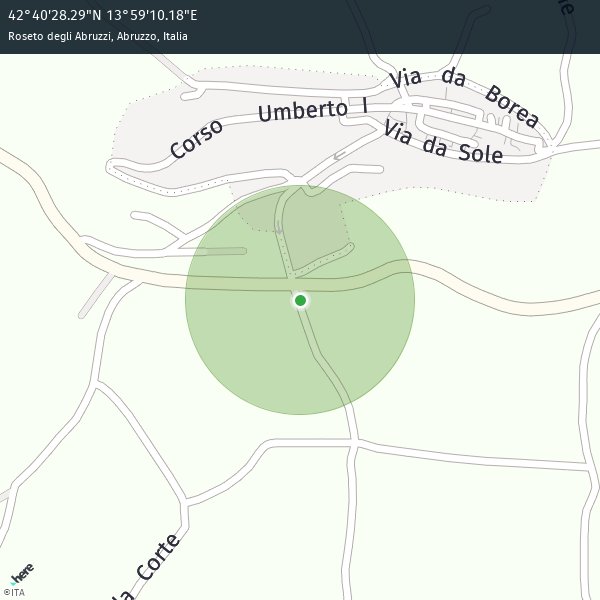 42°40'28.29"N 13°59'10.18"E
Roseto degli Abruzzi, Abruzzo, Italia
Via da Borea
Corso Umberto I
Via da Sole
Corte
here
©ITA